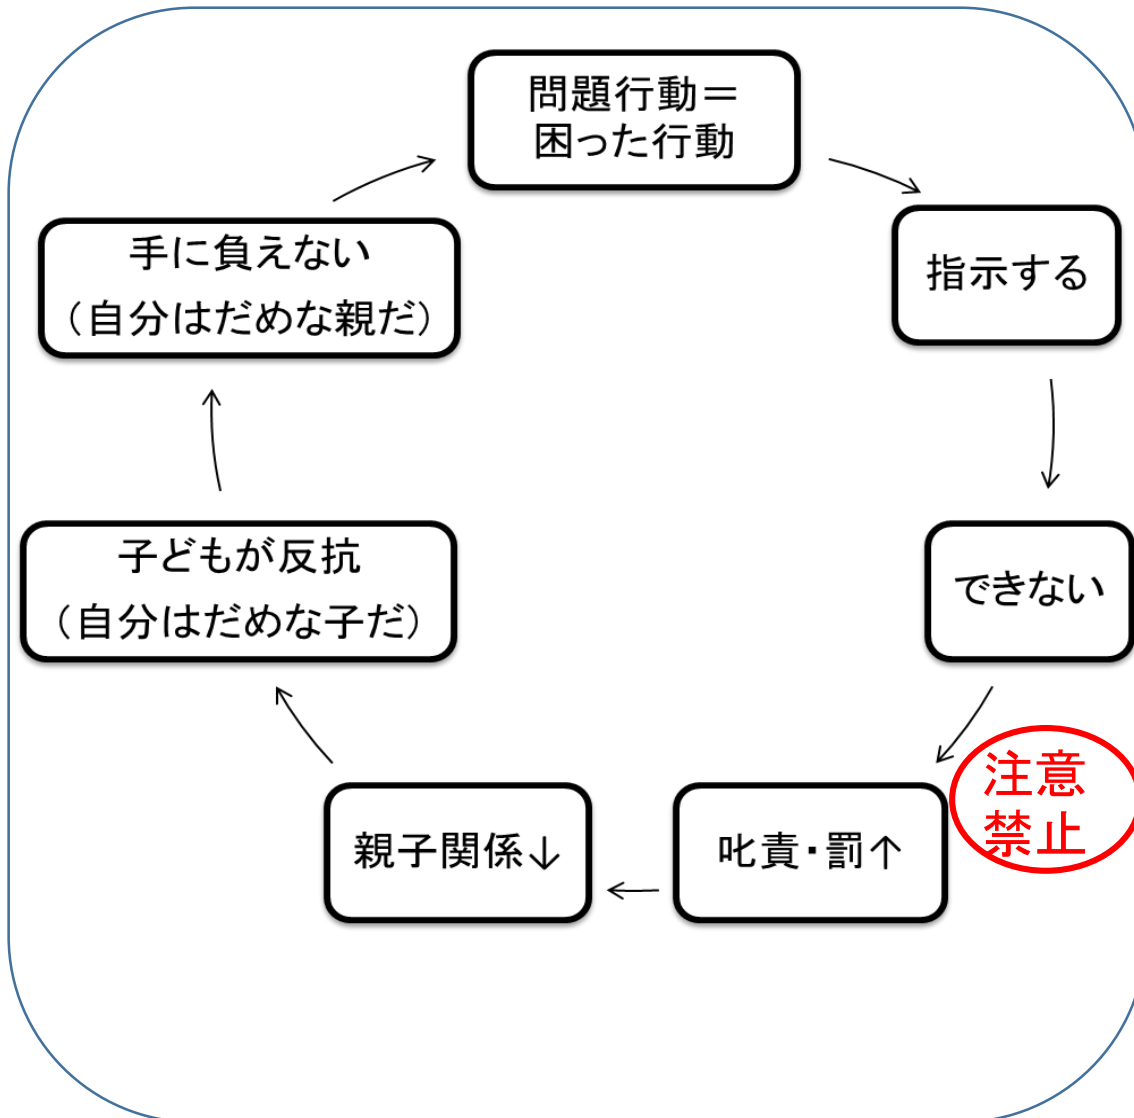 問題行動＝
困った行動
指示する
できない
注意
禁止
叱責・罰↑
親子関係↓
子どもが反抗
（自分はだめな子だ）
手に負えない
（自分はだめな親だ）